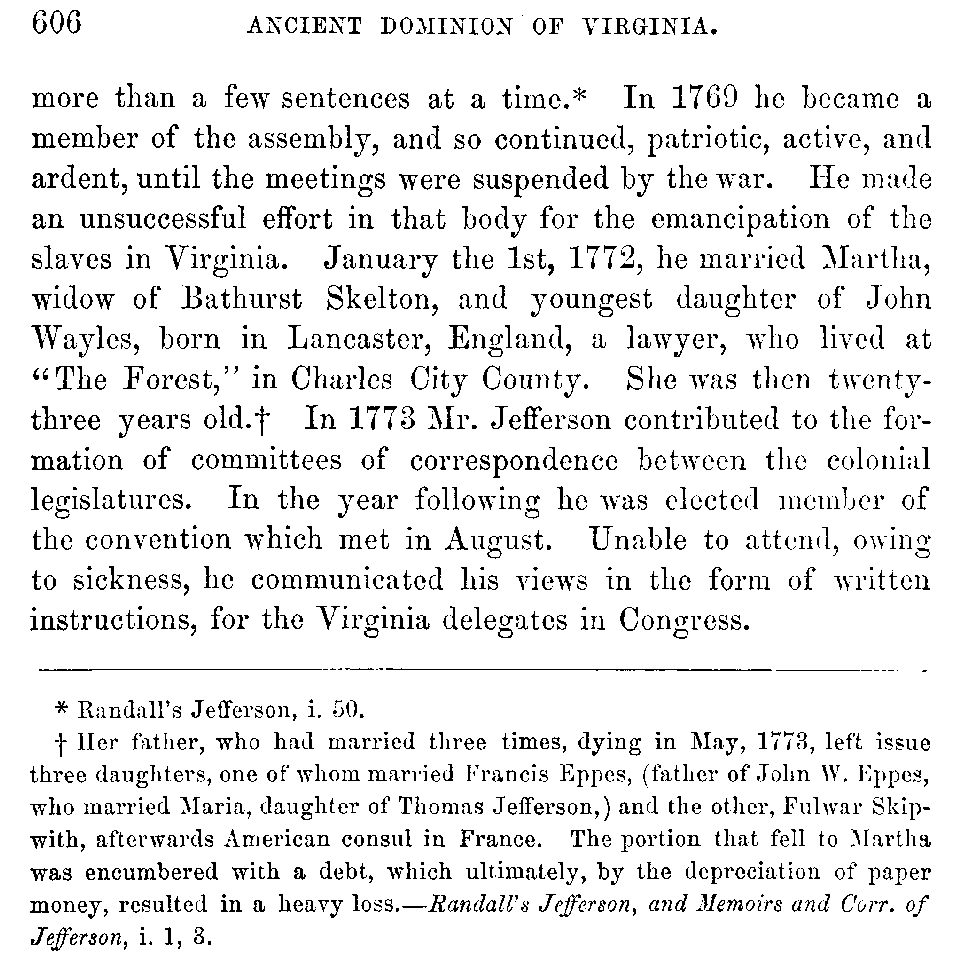 606 ANCIENT DOMINION OF VIRGINIA.
more than a few sentences at a time.* In 1769 he became a
member of the assembly, and so continued, patriotic, active, and
ardent, until the meetings were suspended by the war. He made
an unsuccessful effort in that body for the emancipation of the
slaves in Virginia. January the 1st, 1772, he married Martha,
widow of Bathurst Skelton, and youngest daughter of John
Wayles, born in Lancaster, England, a lawyer, who lived at
“The Forest,” in Charles City County. She was then twenty-
three years old.† In 1773 Mr. Jefferson contributed to the for-
mation of committees of correspondence between the colonial
legislatures. In the year following he was elected member of
the convention which met in August. Unable to attend, owing
to sickness, he communicated his views in the form of written
instructions, for the Virginia delegates in Congress.
* Randall's Jefferson, i. 50.
† Her father, who had married three times, dying in May, 1773, left issue
three daughters, one of whom married Francis Eppes, (father of John W. Eppes,
who married Maria, daughter of Thomas Jefferson,) and the other, Fulwar Skip-
with, afterwards American consul in France. The portion that fell to Martha
was encumbered with a debt, which ultimately, by the depreciation of paper
money, resulted in a heavy loss.—Randall's Jefferson, and Memoirs and Corr. of
Jefferson, i. 1, 3.